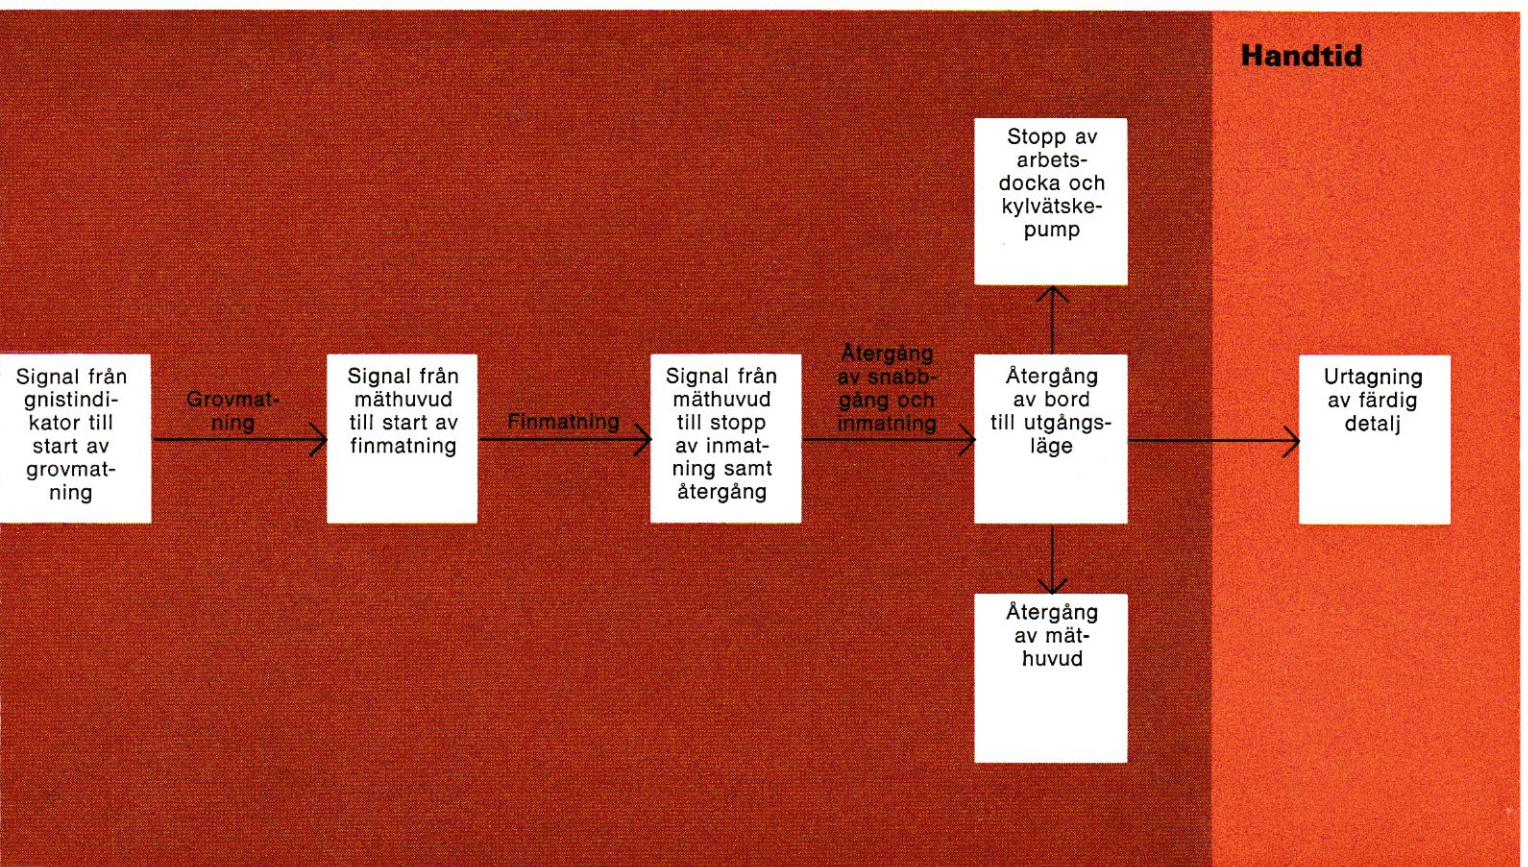 Handtid
Stopp av
arbets-
docka och
kylvätske-
pump
Signal från
gnistindi-
kator till
start av
grovmat-
ning
Grovmat-
ning
Signal från
mäthuvud
till start av
finmatning
Finmatning
Signal från
mäthuvud
till stopp
av inmat-
ning samt
återgång
Återgång
av snabb-
gång och
inmatning
Återgång
av bord
till utgångs-
läge
Urtagning
av färdig
detalj
Återgång
av mät-
huvud